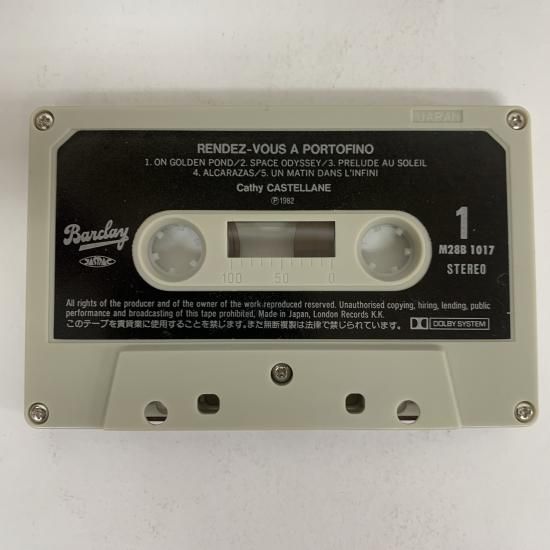 JAPAN
RENDEZ-VOUS A PORTOFINO
1. ON GOLDEN POND/2. SPACE ODYSSEY/3. PRELUDE AU SOLEIL
4. ALCARAZAS/5. UN MATIN DANS L'INFINI
Cathy CASTELLANE
Ⓟ1982
Barclay
JASRAC
1
M28B 1017
STEREO
100 50 0
All rights of the producer and of the owner of the work reproduced reserved. Unauthorised copying, hiring, lending, public
performance and broadcasting of this tape prohibited, Made in Japan, London Records K.K.
このテープを賃貸業に使用することを禁じます。また無断複製は法律で禁じられています。
DOLBY SYSTEM